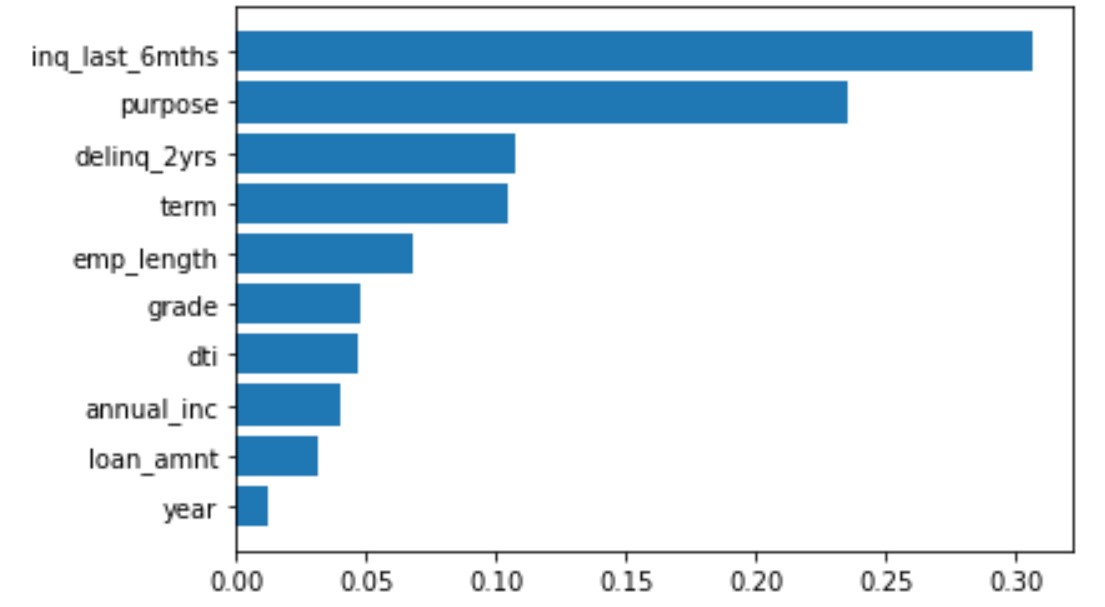 inq_last_6mths
purpose
delinq_2yrs
term
emp_length
grade
dti
annual_inc
loan_amnt
year
0.00 0.05 0.10 0.15 0.20 0.25 0.30